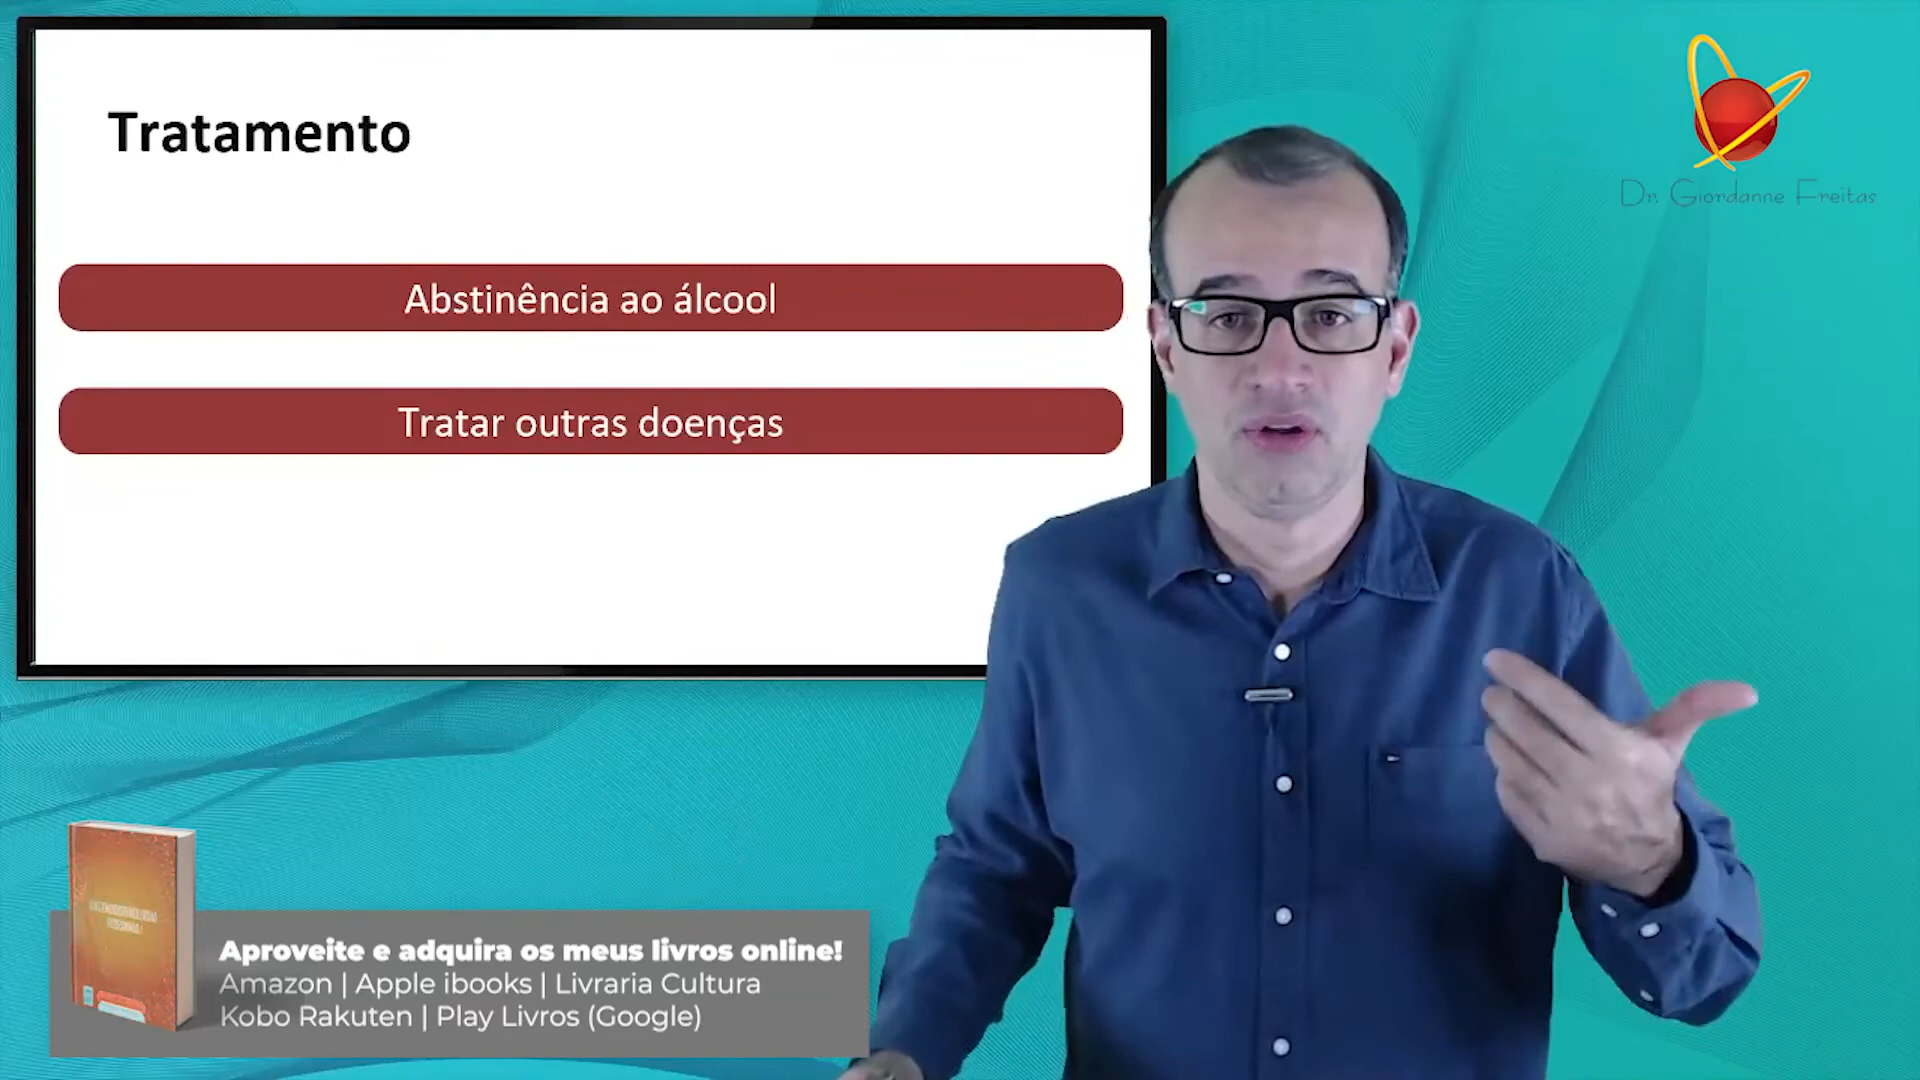 Tratamento
Abstinência ao álcool
Tratar outras doenças
Dr. Giordanne Freitas
Aproveite e adquira os meus livros online!
Amazon | Apple ibooks | Livraria Cultura
Kobo Rakuten | Play Livros (Google)